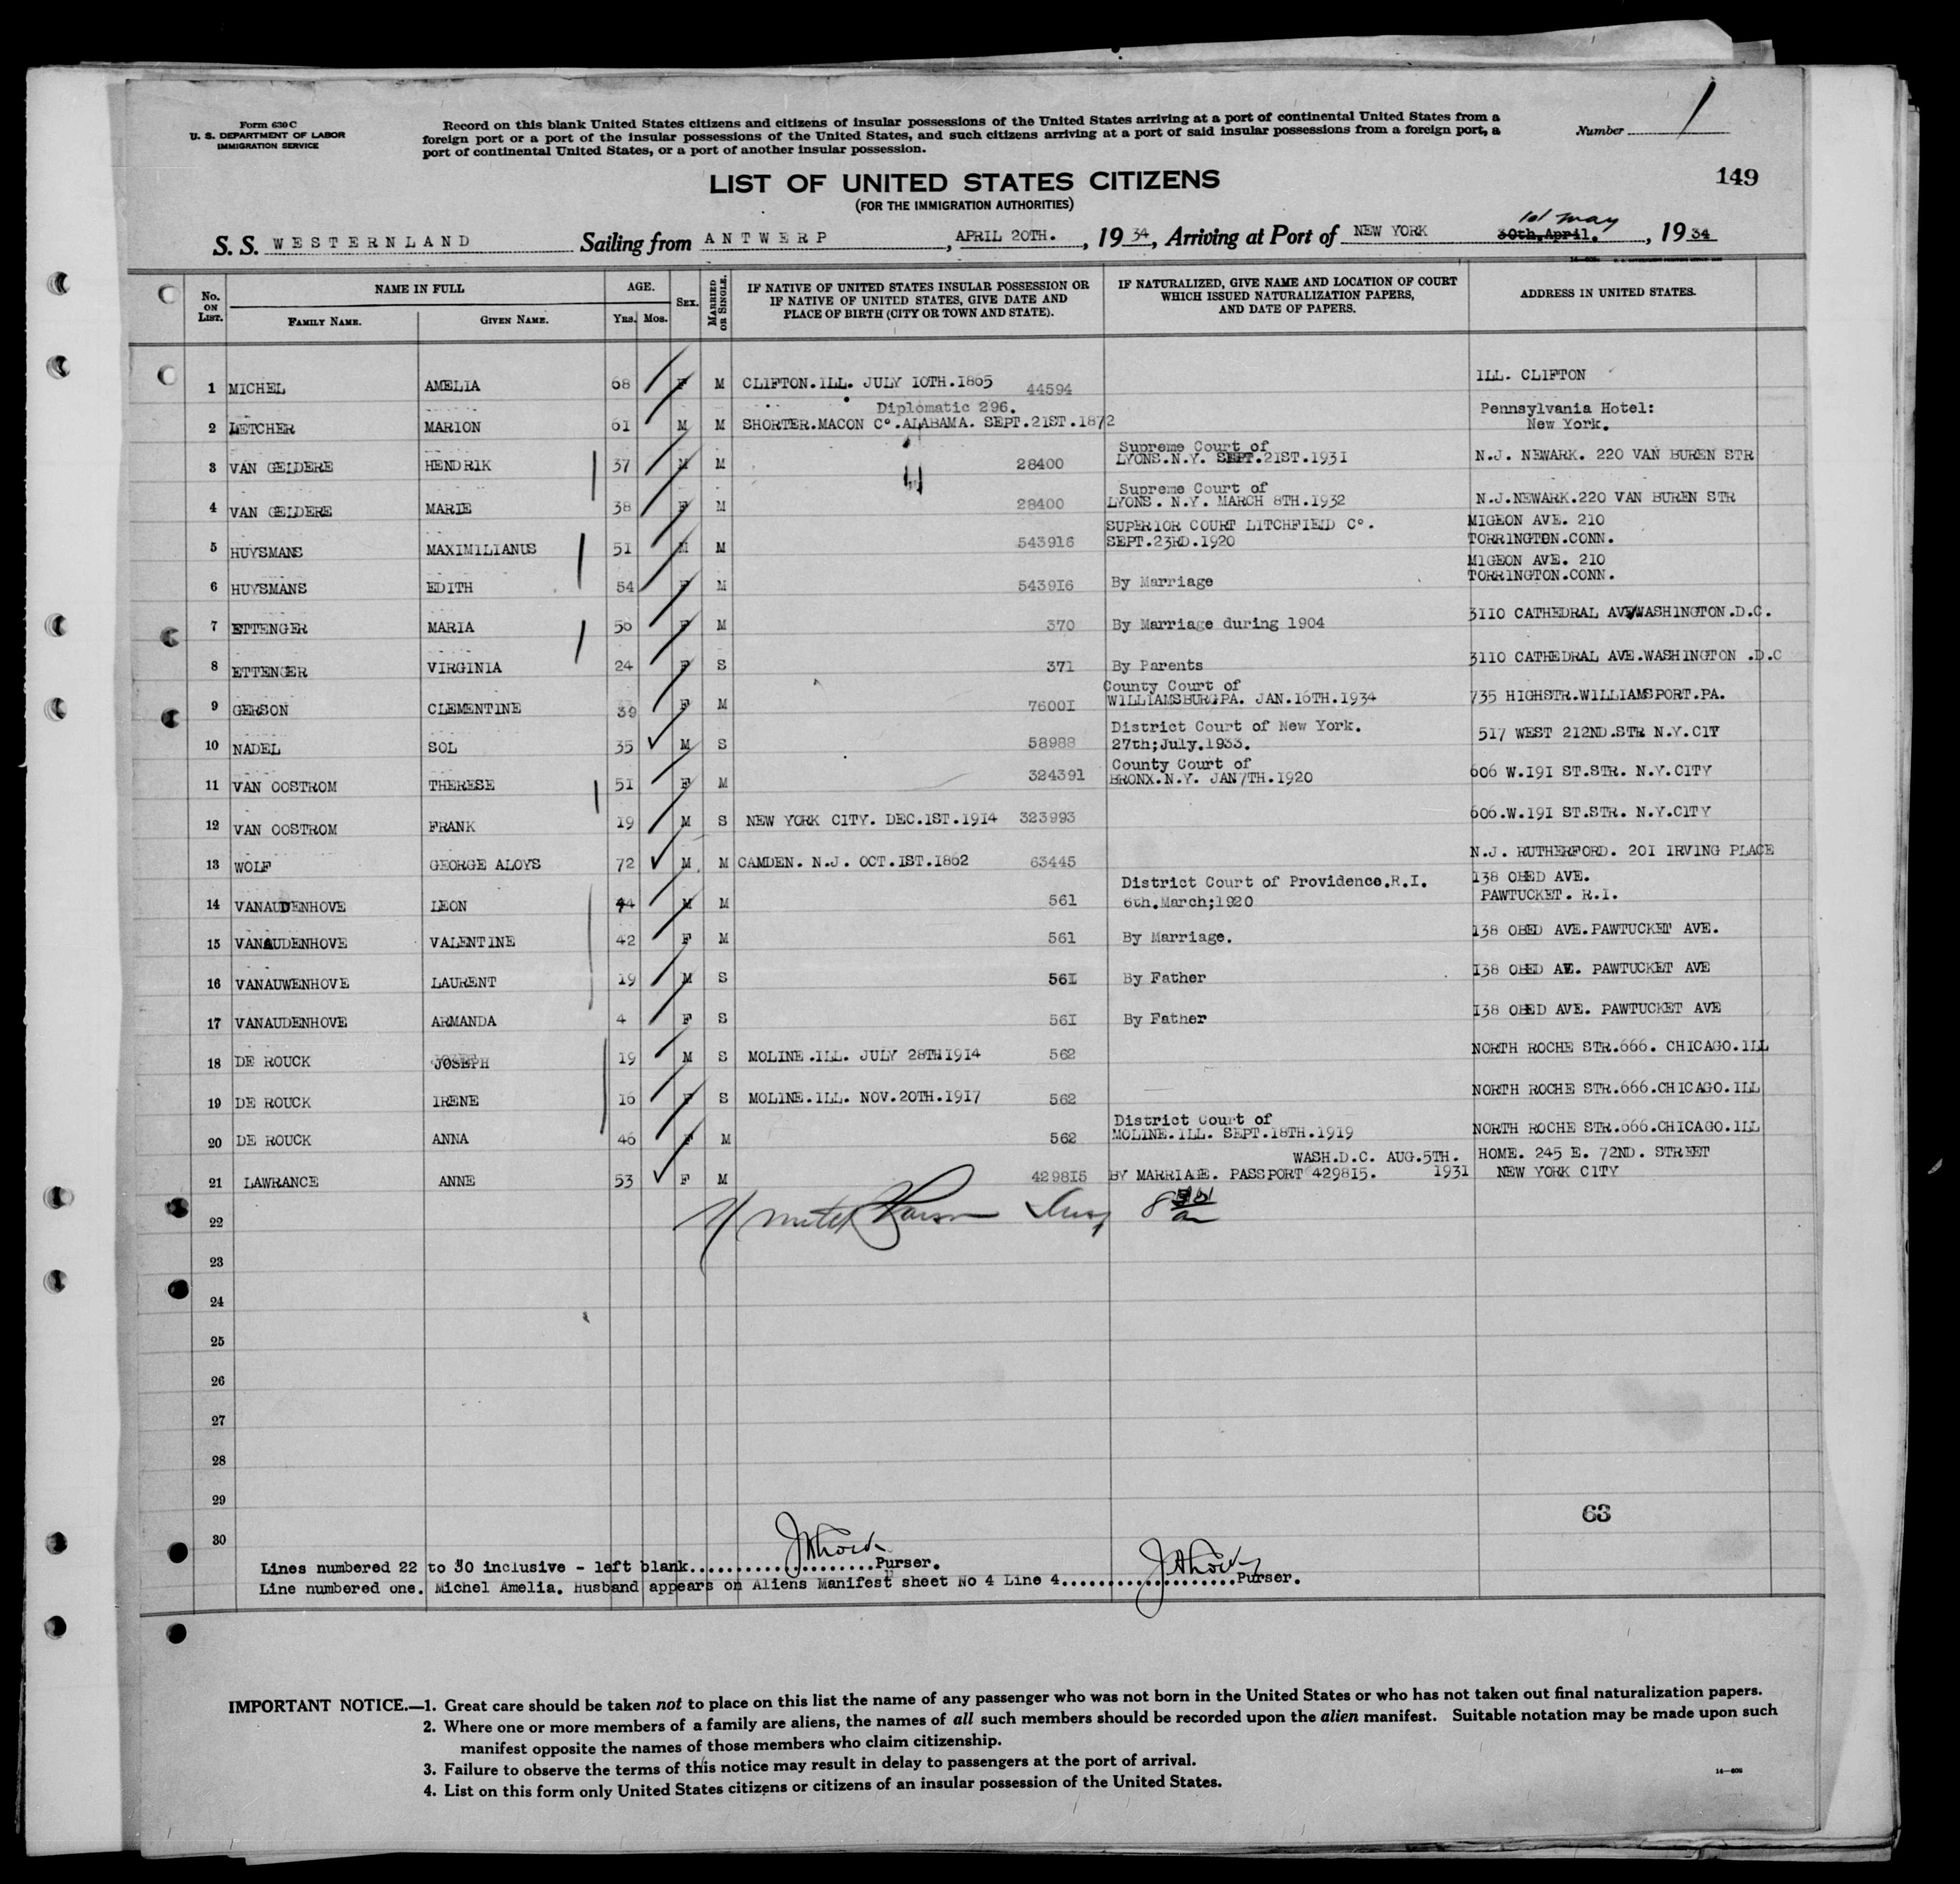 Form 630 C
U. S. DEPARTMENT OF LABOR
IMMIGRATION SERVICE
Record on this blank United States citizens and citizens of insular possessions of the United States arriving at a port of continental United States from a
foreign port or a port of the insular possessions of the United States, and such citizens arriving at a port of said insular possessions from a foreign port, a
port of continental United States, or a port of another insular possession.
Number 1
149
LIST OF UNITED STATES CITIZENS
(FOR THE IMMIGRATION AUTHORITIES)
1st May
S. S. WESTERNLAND Sailing from ANTWERP, APRIL 20TH., 1934, Arriving at Port of NEW YORK 30th.April., 1934
No. ON LIST. NAME IN FULL FAMILY NAME. GIVEN NAME. AGE. Yrs. Mos. SEX. MARRIED OR SINGLE. IF NATIVE OF UNITED STATES INSULAR POSSESSION OR IF NATIVE OF UNITED STATES, GIVE DATE AND PLACE OF BIRTH (CITY OR TOWN AND STATE). IF NATURALIZED, GIVE NAME AND LOCATION OF COURT WHICH ISSUED NATURALIZATION PAPERS, AND DATE OF PAPERS. ADDRESS IN UNITED STATES.
1 MICHEL AMELIA 68 F M CLIFTON.ILL. JULY 10TH.1865 44594 ILL. CLIFTON
Diplomatic 296. Pennsylvania Hotel:
2 LETCHER MARION 61 M M SHORTER.MACON Co.ALABAMA. SEPT.21ST.1872 New York.
Supreme Court of
3 VAN GELDERE HENDRIK 37 M M 28400 LYONS.N.Y. SEPT.21ST.1931 N.J. NEWARK. 220 VAN BUREN STR
Supreme Court of
4 VAN GELDERE MARIE 38 F M 28400 LYONS. N.Y. MARCH 8TH.1932 N.J.NEWARK.220 VAN BUREN STR
SUPERIOR COURT LITCHFIELD Co. MIGEON AVE. 210
5 HUYSMANS MAXIMILIANUS 51 M M 543916 SEPT.23RD.1920 TORRINGTON.CONN.
MIGEON AVE. 210
6 HUYSMANS EDITH 54 F M 543916 By Marriage TORRINGTON.CONN.
7 ETTENGER MARIA 50 F M 370 By Marriage during 1904 3110 CATHEDRAL AVE WASHINGTON.D.C.
8 ETTENGER VIRGINIA 24 F S 371 By Parents 3110 CATHEDRAL AVE.WASHINGTON .D.C
County Court of
9 GERSON CLEMENTINE 39 F M 76001 WILLIAMSBURG PA. JAN.16TH.1934 735 HIGHSTR.WILLIAMSPORT.PA.
District Court of New York.
10 NADEL SOL 35 M S 58988 27th;July.1933. 517 WEST 212ND.STR N.Y.CIT
County Court of
11 VAN OOSTROM THERESE 51 F M 324391 BRONX.N.Y. JAN 7TH.1920 606 W.191 ST.STR. N.Y.CITY
12 VAN OOSTROM FRANK 19 M S NEW YORK CITY. DEC.1ST.1914 323993 606.W.191 ST.STR. N.Y.CITY
13 WOLF GEORGE ALOYS 72 M M CAMDEN. N.J. OCT.1ST.1862 63445 N.J. RUTHERFORD. 201 IRVING PLACE
District Court of Providence.R.I. 138 OBED AVE.
14 VANAUDENHOVE LEON 44 M M 561 6th.March;1920 PAWTUCKET. R.I.
15 VANAUDENHOVE VALENTINE 42 F M 561 By Marriage. 138 OBED AVE.PAWTUCKET AVE.
16 VANAUWENHOVE LAURENT 19 M S 561 By Father 138 OBED AVE. PAWTUCKET AVE
17 VANAUDENHOVE ARMANDA 4 F S 561 By Father 138 OBED AVE. PAWTUCKET AVE
18 DE ROUCK JOSEPH 19 M S MOLINE.ILL. JULY 28TH1914 562 NORTH ROCHE STR.666. CHICAGO.ILL
19 DE ROUCK IRENE 16 F S MOLINE.ILL. NOV.20TH.1917 562 NORTH ROCHE STR.666.CHICAGO.ILL
District Court of
20 DE ROUCK ANNA 46 F M 562 MOLINE.ILL. SEPT.18TH.1919 NORTH ROCHE STR.666.CHICAGO.ILL
WASH.D.C. AUG.5TH. HOME. 245 E. 72ND. STREET
21 LAWRANCE ANNE 53 F M 429815 BY MARRIAGE. PASSPORT 429815. 1931 NEW YORK CITY
22
23
24
25
26
27
28
29
63
30
Lines numbered 22 to 30 inclusive - left blank....................Purser.
Line numbered one. Michel Amelia. Husband appears on Aliens Manifest sheet No 4 Line 4....................Purser.
IMPORTANT NOTICE.—1. Great care should be taken not to place on this list the name of any passenger who was not born in the United States or who has not taken out final naturalization papers.
2. Where one or more members of a family are aliens, the names of all such members should be recorded upon the alien manifest. Suitable notation may be made upon such
manifest opposite the names of those members who claim citizenship.
3. Failure to observe the terms of this notice may result in delay to passengers at the port of arrival.
4. List on this form only United States citizens or citizens of an insular possession of the United States.
14—608